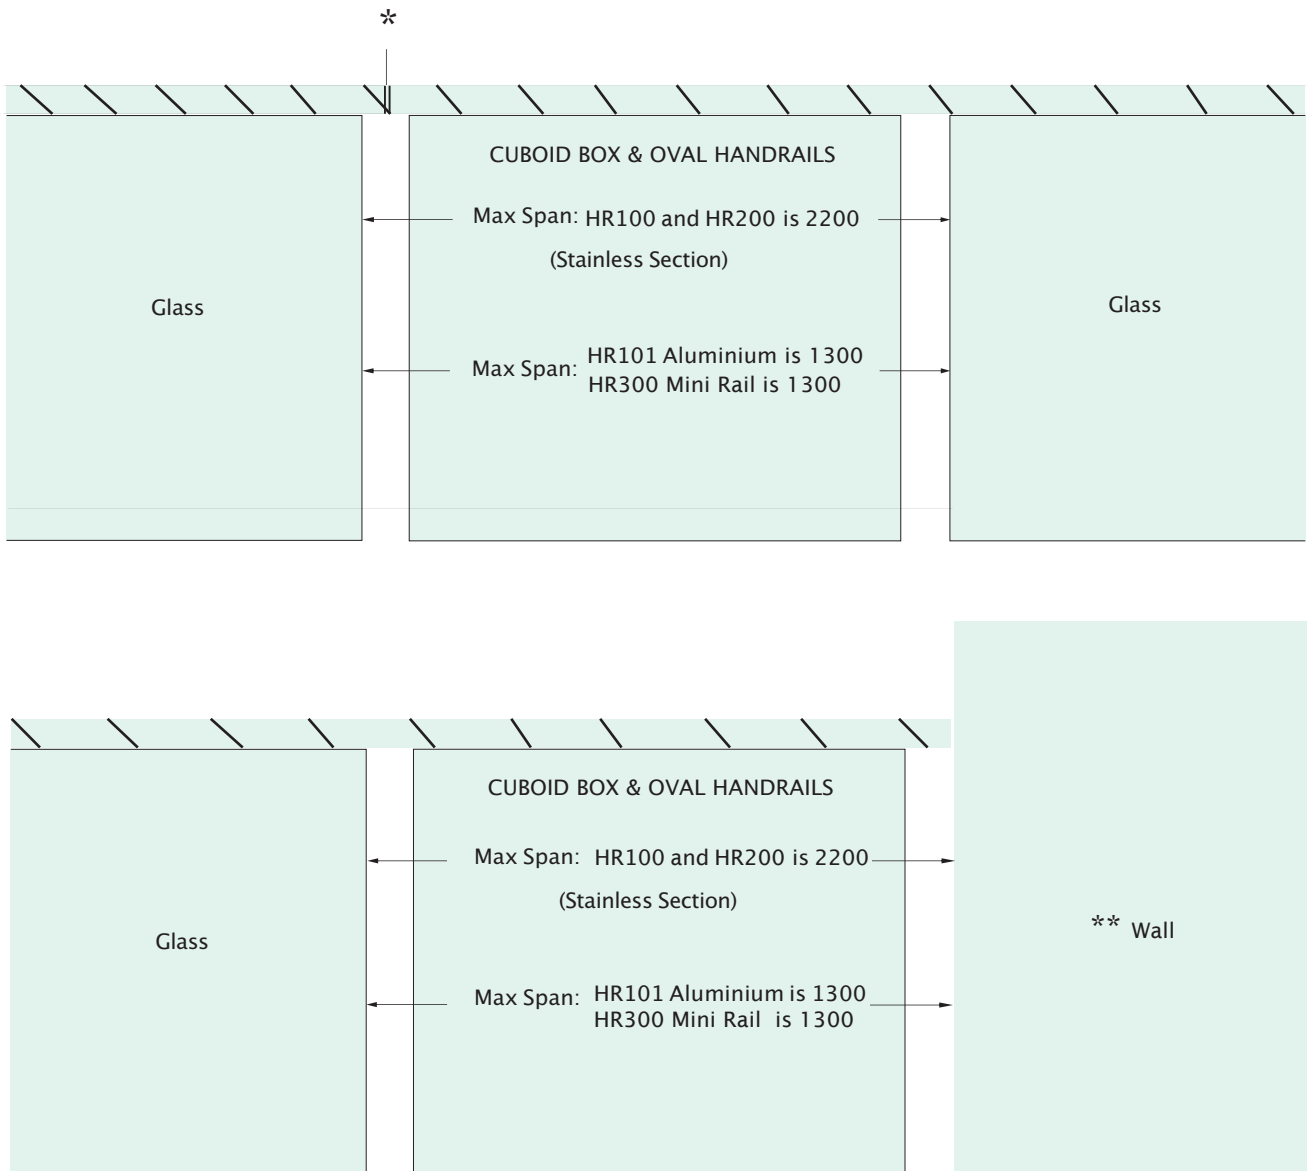 *
CUBOID BOX & OVAL HANDRAILS
Max Span: HR100 and HR200 is 2200
(Stainless Section)
Glass
Glass
Max Span: HR101 Aluminium is 1300
HR300 Mini Rail is 1300
CUBOID BOX & OVAL HANDRAILS
Max Span: HR100 and HR200 is 2200
(Stainless Section)
Glass
** Wall
Max Span: HR101 Aluminium is 1300
HR300 Mini Rail is 1300